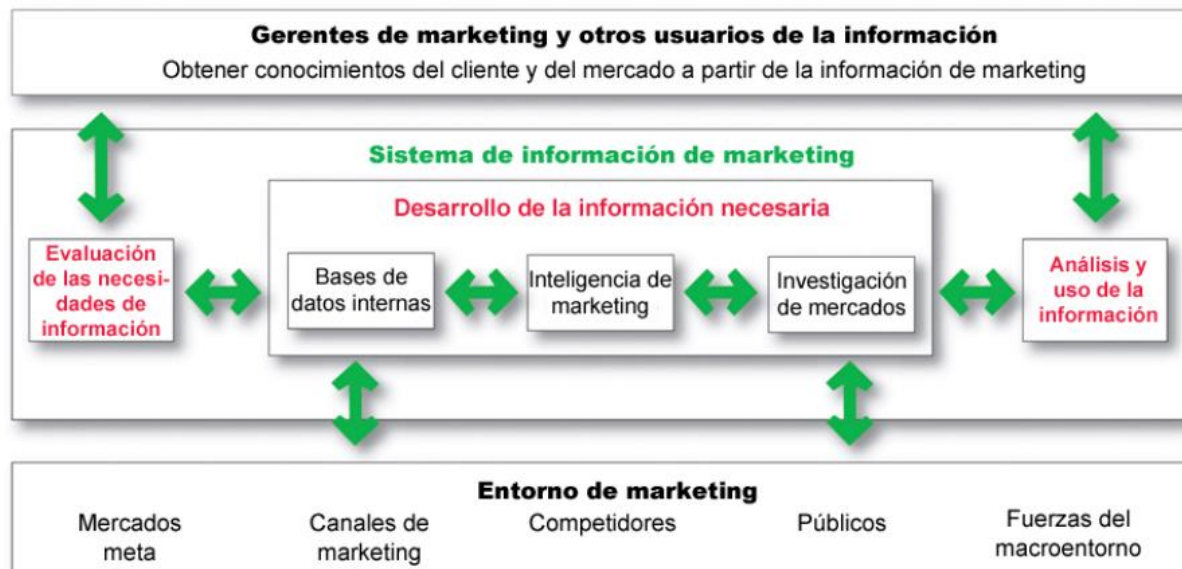 Gerentes de marketing y otros usuarios de la información
Obtener conocimientos del cliente y del mercado a partir de la información de marketing
Sistema de información de marketing
Desarrollo de la información necesaria
Evaluación
de las necesi-
dades de
información
Bases de
datos internas
Inteligencia de
marketing
Investigación
de mercados
Análisis y
uso de la
información
Entorno de marketing
Mercados
meta
Canales de
marketing
Competidores
Públicos
Fuerzas del
macroentorno